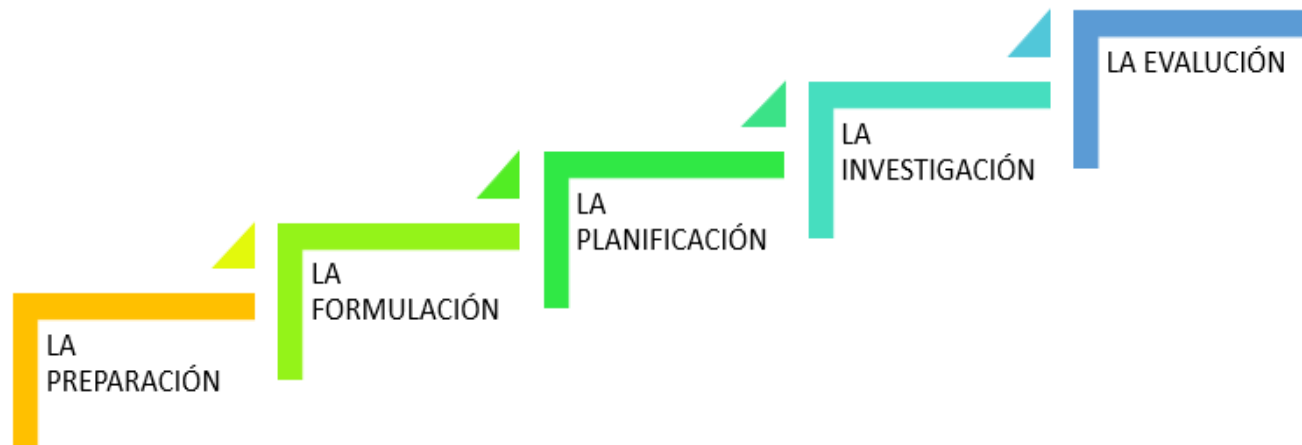 LA
PREPARACIÓN
LA
FORMULACIÓN
LA
PLANIFICACIÓN
LA
INVESTIGACIÓN
LA EVALUCIÓN